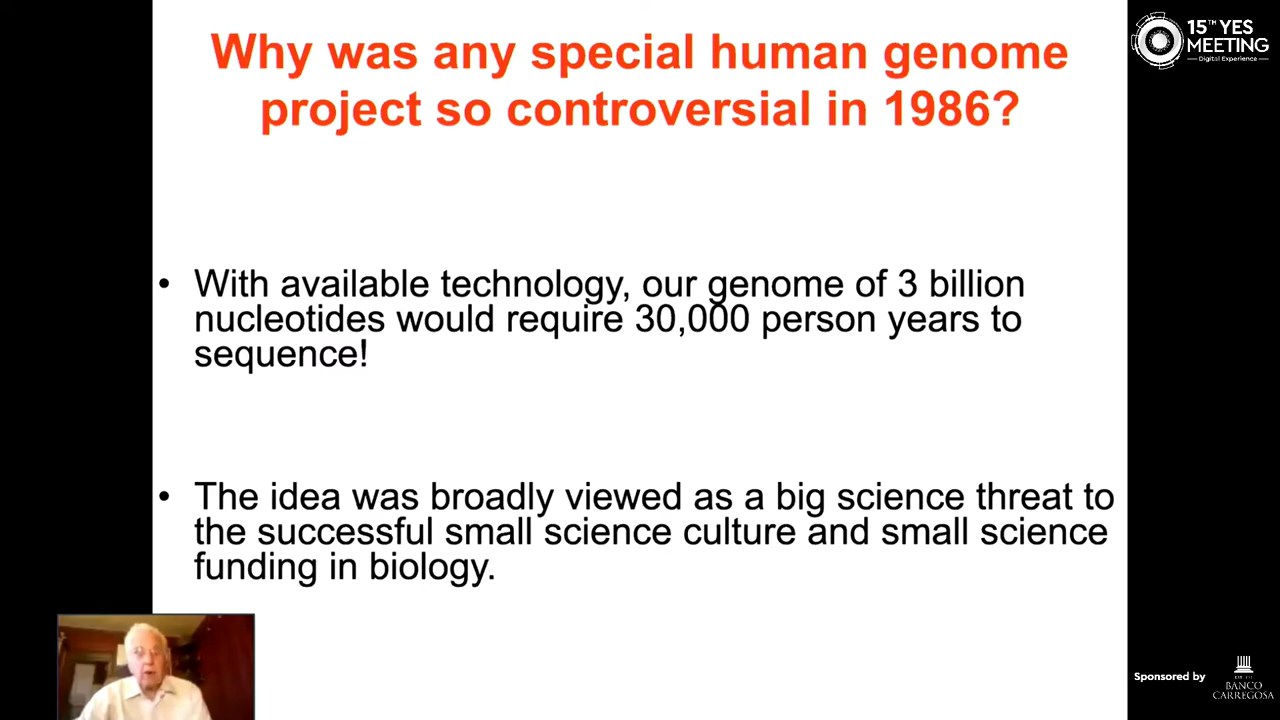 Why was any special human genome
project so controversial in 1986?
• With available technology, our genome of 3 billion
nucleotides would require 30,000 person years to
sequence!
• The idea was broadly viewed as a big science threat to
the successful small science culture and small science
funding in biology.
15TH YES
MEETING
Digital Experience
Sponsored by
BANCO
CARREGOSA